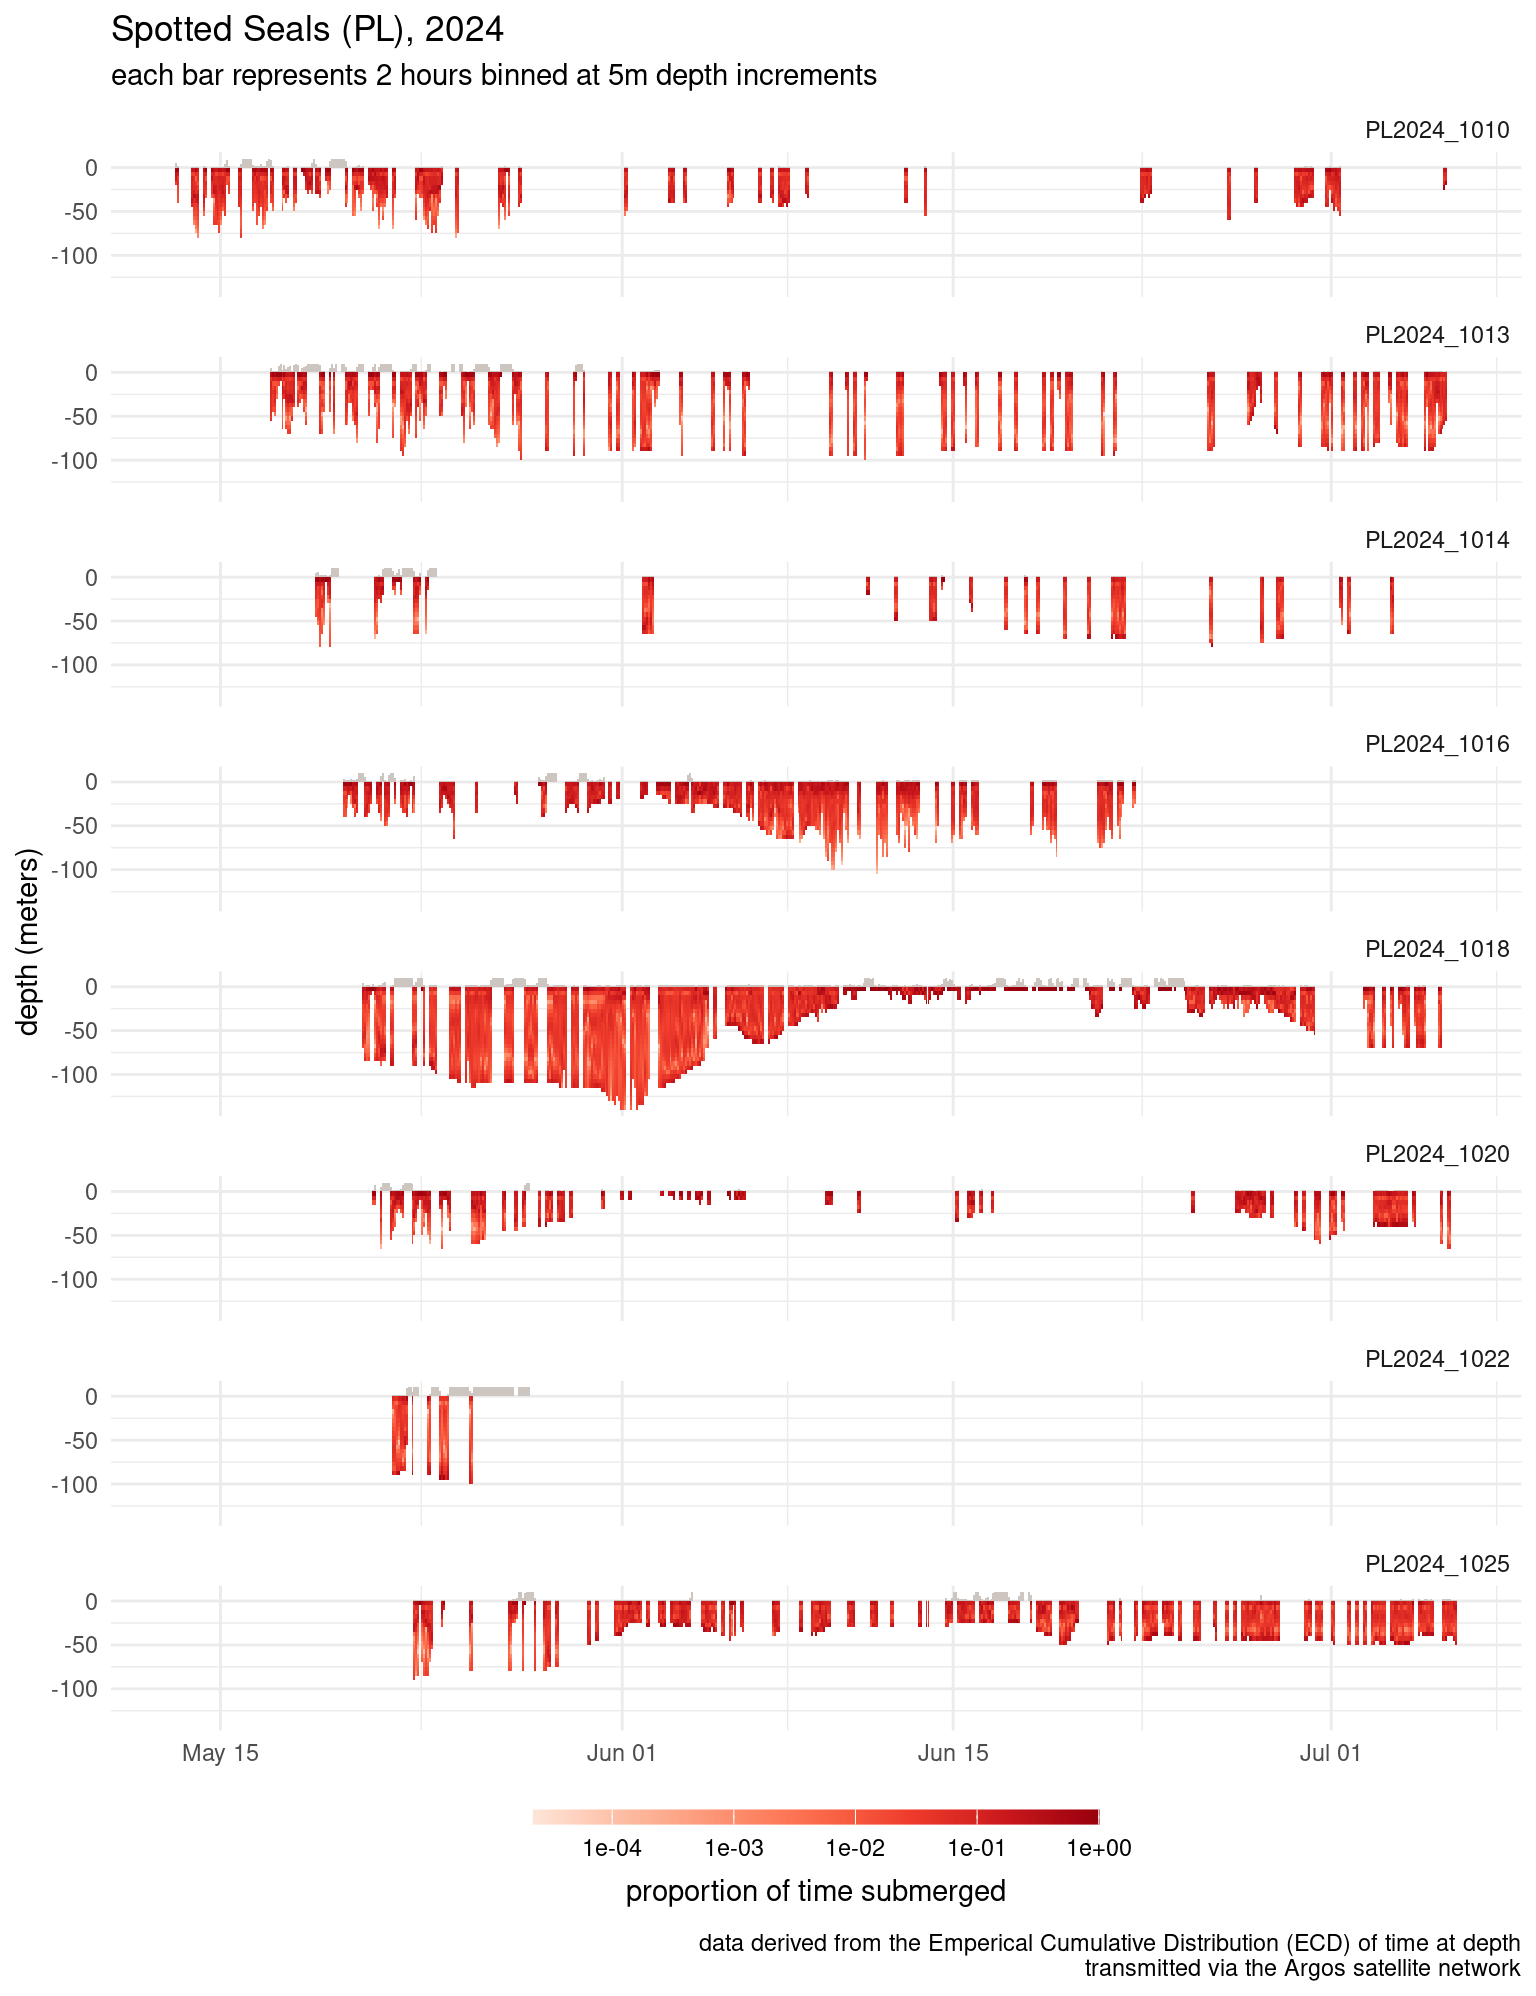 Spotted Seals (PL), 2024
each bar represents 2 hours binned at 5m depth increments
PL2024_1010
0
-50
-100
PL2024_1013
0
-50
-100
PL2024_1014
0
-50
-100
PL2024_1016
0
-50
-100
depth (meters)
PL2024_1018
0
-50
-100
PL2024_1020
0
-50
-100
PL2024_1022
0
-50
-100
PL2024_1025
0
-50
-100
May 15 Jun 01 Jun 15 Jul 01
1e-04 1e-03 1e-02 1e-01 1e+00
proportion of time submerged
data derived from the Emperical Cumulative Distribution (ECD) of time at depth
transmitted via the Argos satellite network